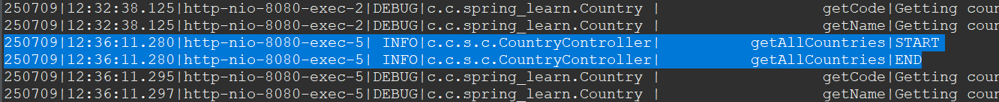 250709|12:32:38.125|http-nio-8080-exec-2|DEBUG|c.c.spring_learn.Country |                   getCode|Getting coun
250709|12:32:38.125|http-nio-8080-exec-2|DEBUG|c.c.spring_learn.Country |                   getName|Getting coun
250709|12:36:11.280|http-nio-8080-exec-5| INFO|c.c.s.c.CountryController|           getAllCountries|START
250709|12:36:11.280|http-nio-8080-exec-5| INFO|c.c.s.c.CountryController|           getAllCountries|END
250709|12:36:11.295|http-nio-8080-exec-5|DEBUG|c.c.spring_learn.Country |                   getCode|Getting coun
250709|12:36:11.297|http-nio-8080-exec-5|DEBUG|c.c.spring_learn.Country |                   getName|Getting coun